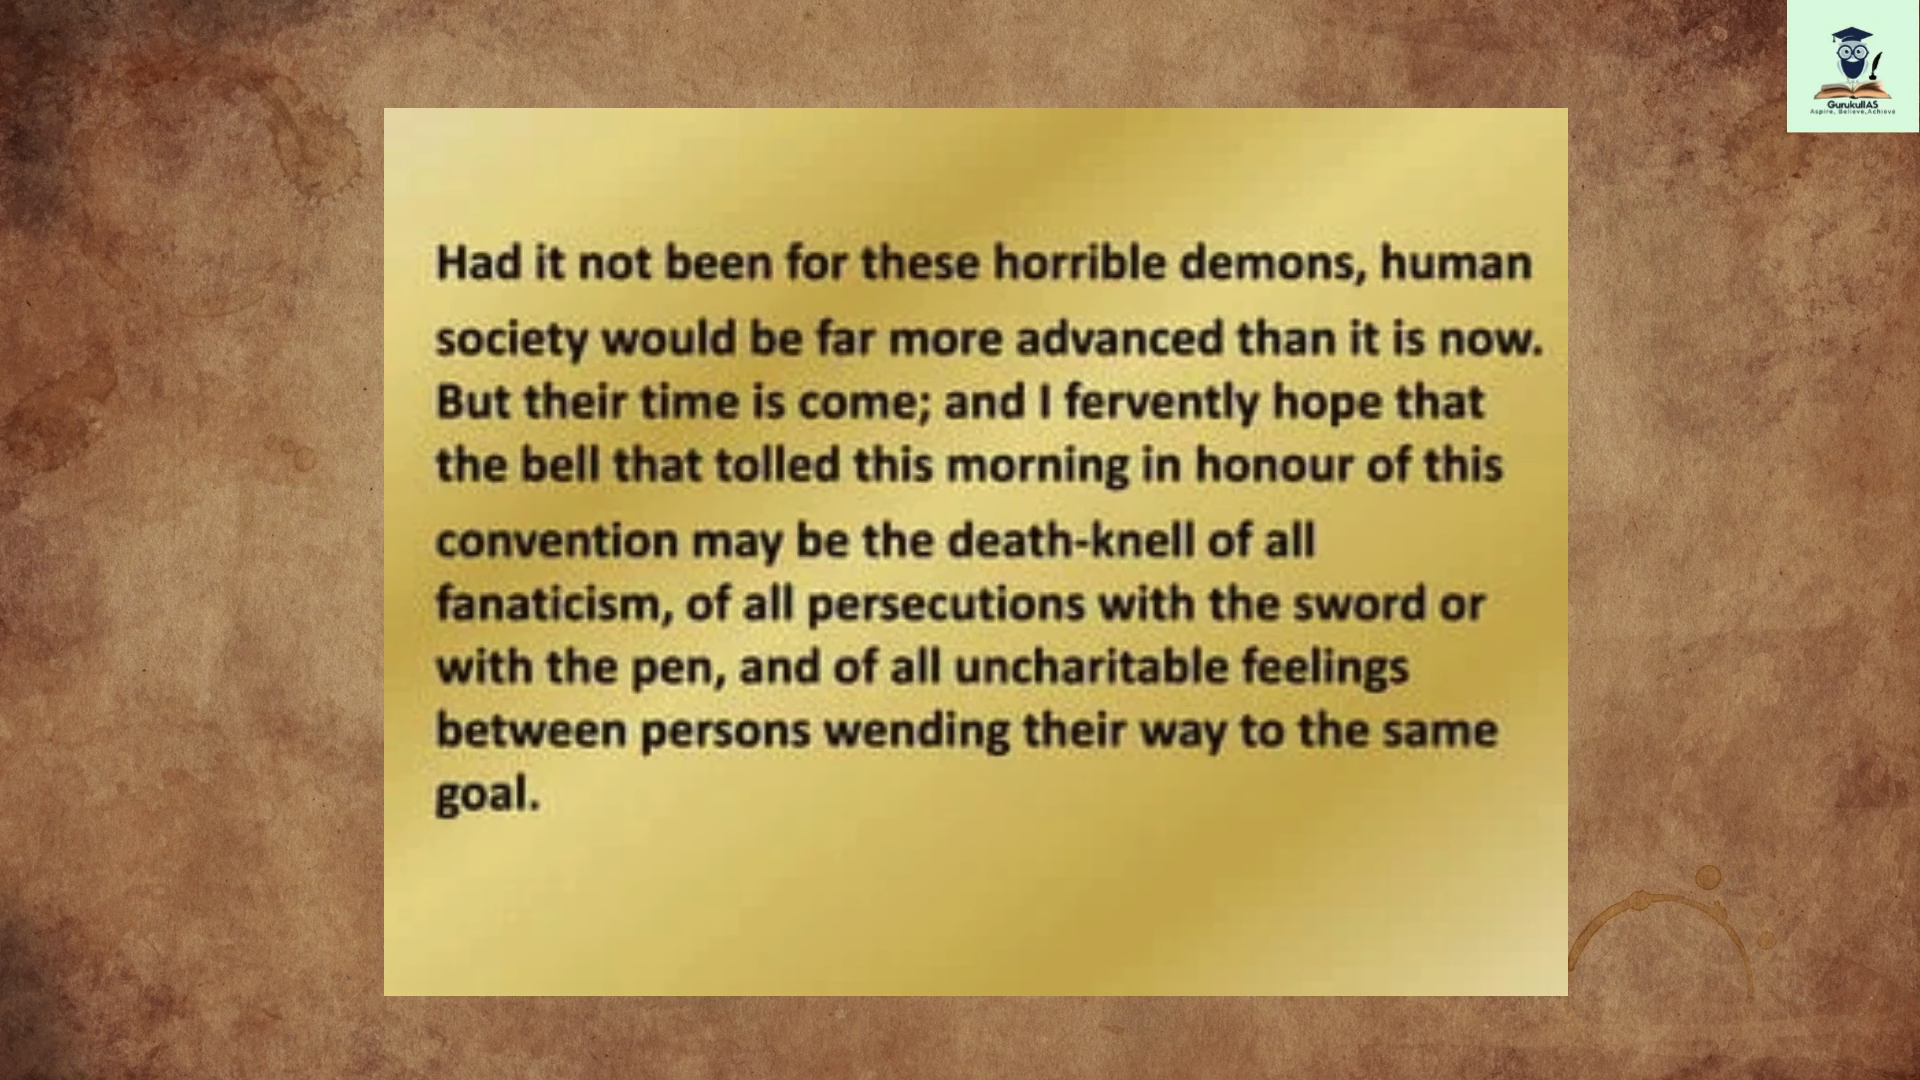 GurukulIAS
Aspire, Believe,Achieve
Had it not been for these horrible demons, human
society would be far more advanced than it is now.
But their time is come; and I fervently hope that
the bell that tolled this morning in honour of this
convention may be the death-knell of all
fanaticism, of all persecutions with the sword or
with the pen, and of all uncharitable feelings
between persons wending their way to the same
goal.